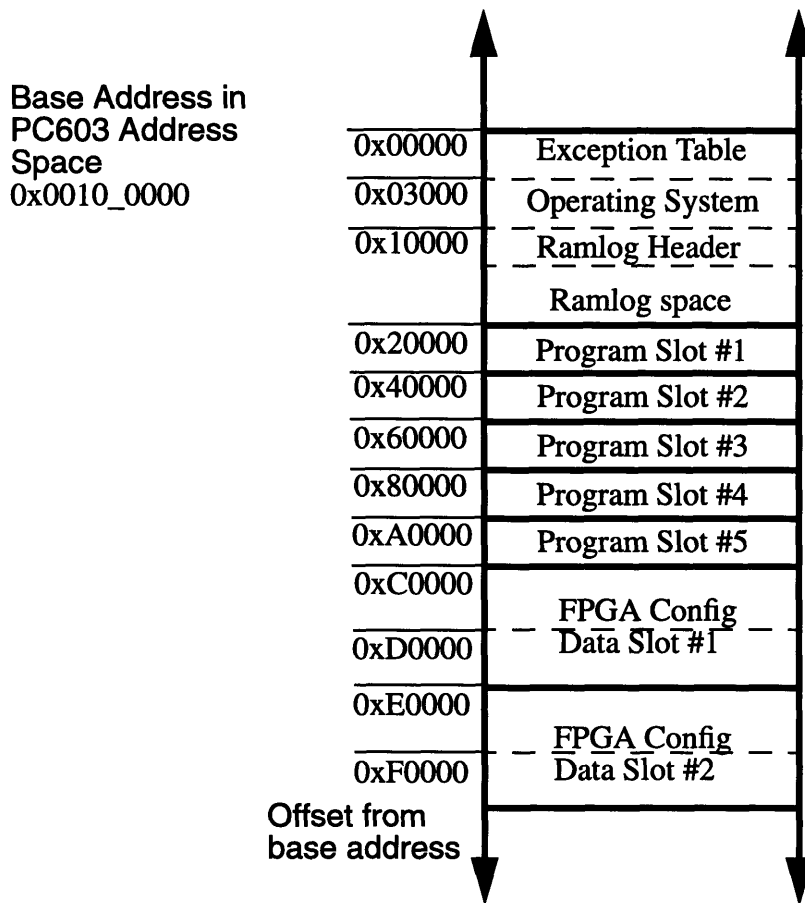 Base Address in
PC603 Address
Space
0x0010_0000
0x00000 Exception Table
0x03000 Operating System
0x10000 Ramlog Header
Ramlog space
0x20000 Program Slot #1
0x40000 Program Slot #2
0x60000 Program Slot #3
0x80000 Program Slot #4
0xA0000 Program Slot #5
0xC0000
FPGA Config
0xD0000 Data Slot #1
0xE0000
FPGA Config
0xF0000 Data Slot #2
Offset from
base address